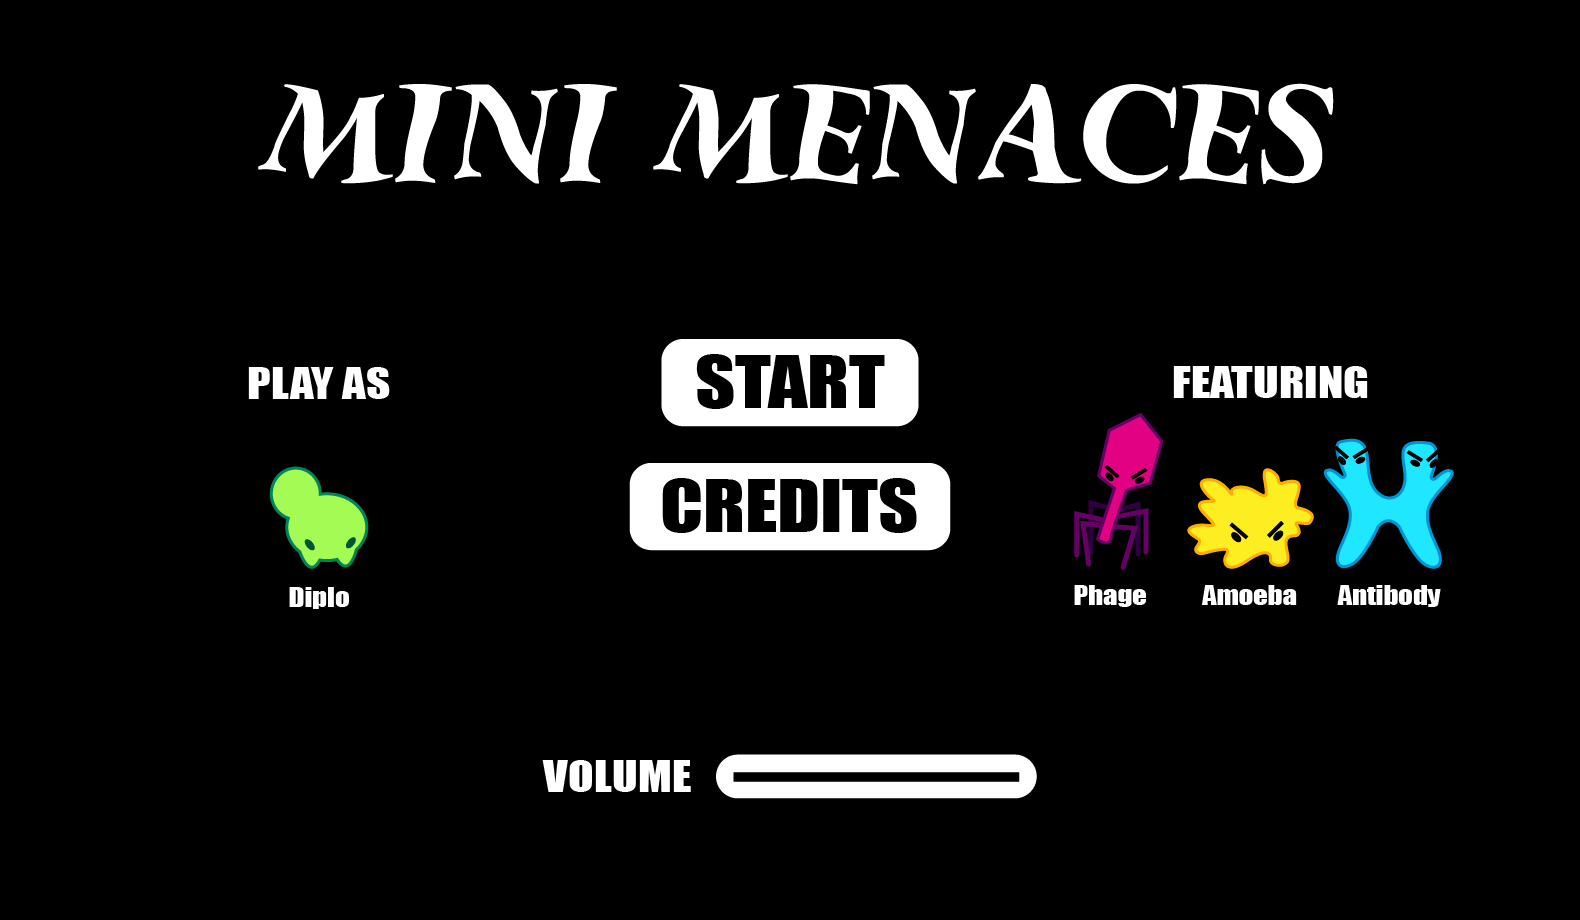 MINI MENACES
PLAY AS
START
FEATURING
CREDITS
Diplo
Phage
Amoeba
Antibody
VOLUME